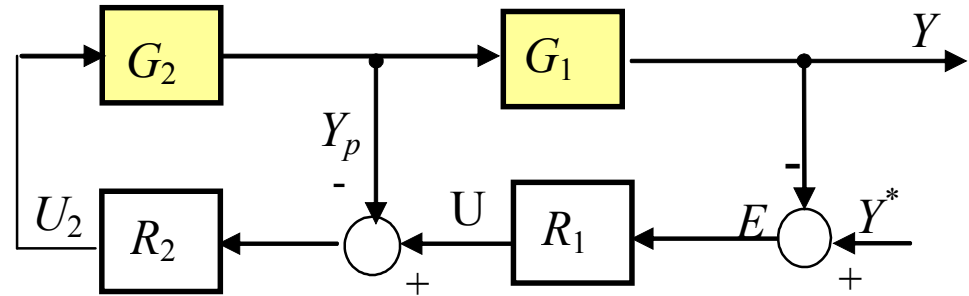 Y
G₂
G₁
Yₚ
-
-
U₂
R₂
U
R₁
E
Y*
+
+